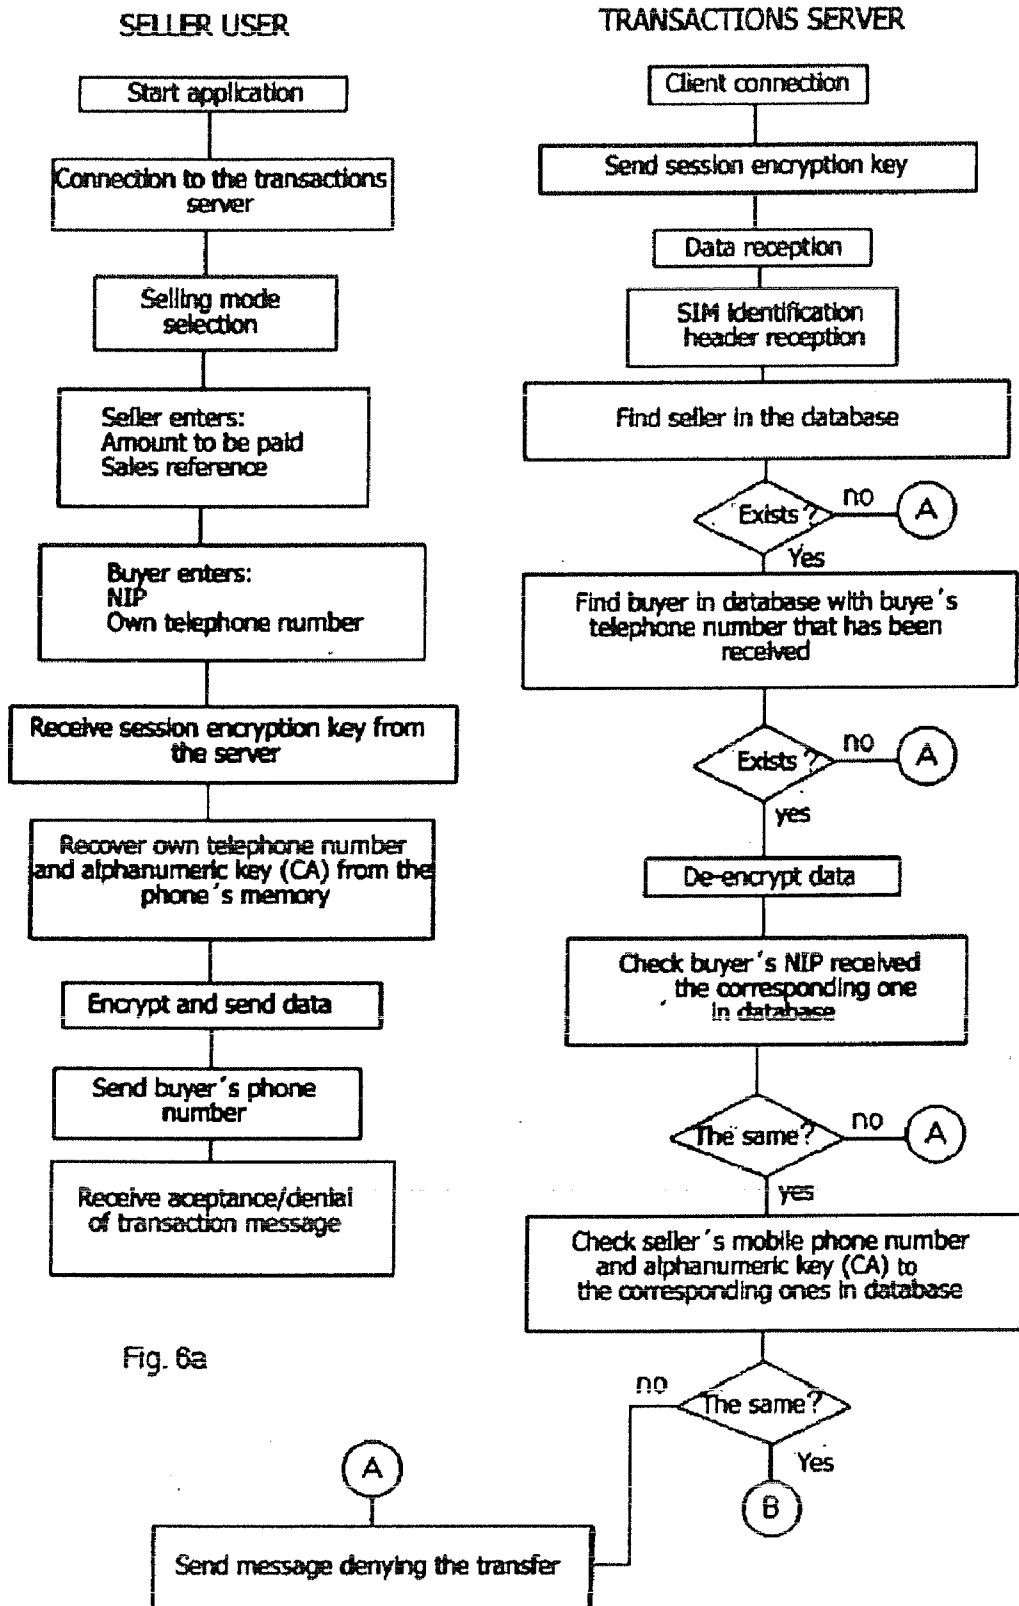 SELLER USER
Start application
Connection to the transactions
server
Selling mode
selection
Seller enters:
Amount to be paid
Sales reference
Buyer enters:
NIP
Own telephone number
Receive session encryption key from
the server
Recover own telephone number
and alphanumeric key (CA) from the
phone´s memory
Encrypt and send data
Send buyer´s phone
number
Receive aceptance/denial
of transaction message
Fig. 6a
TRANSACTIONS SERVER
Client connection
Send session encryption key
Data reception
SIM identification
header reception
Find seller in the database
Exists?
no
A
Yes
Find buyer in database with buye´s
telephone number that has been
received
Exists?
no
A
yes
De-encrypt data
Check buyer´s NIP received
the corresponding one
in database
The same?
no
A
yes
Check seller´s mobile phone number
and alphanumeric key (CA) to
the corresponding ones in database
The same?
no
Yes
B
A
Send message denying the transfer